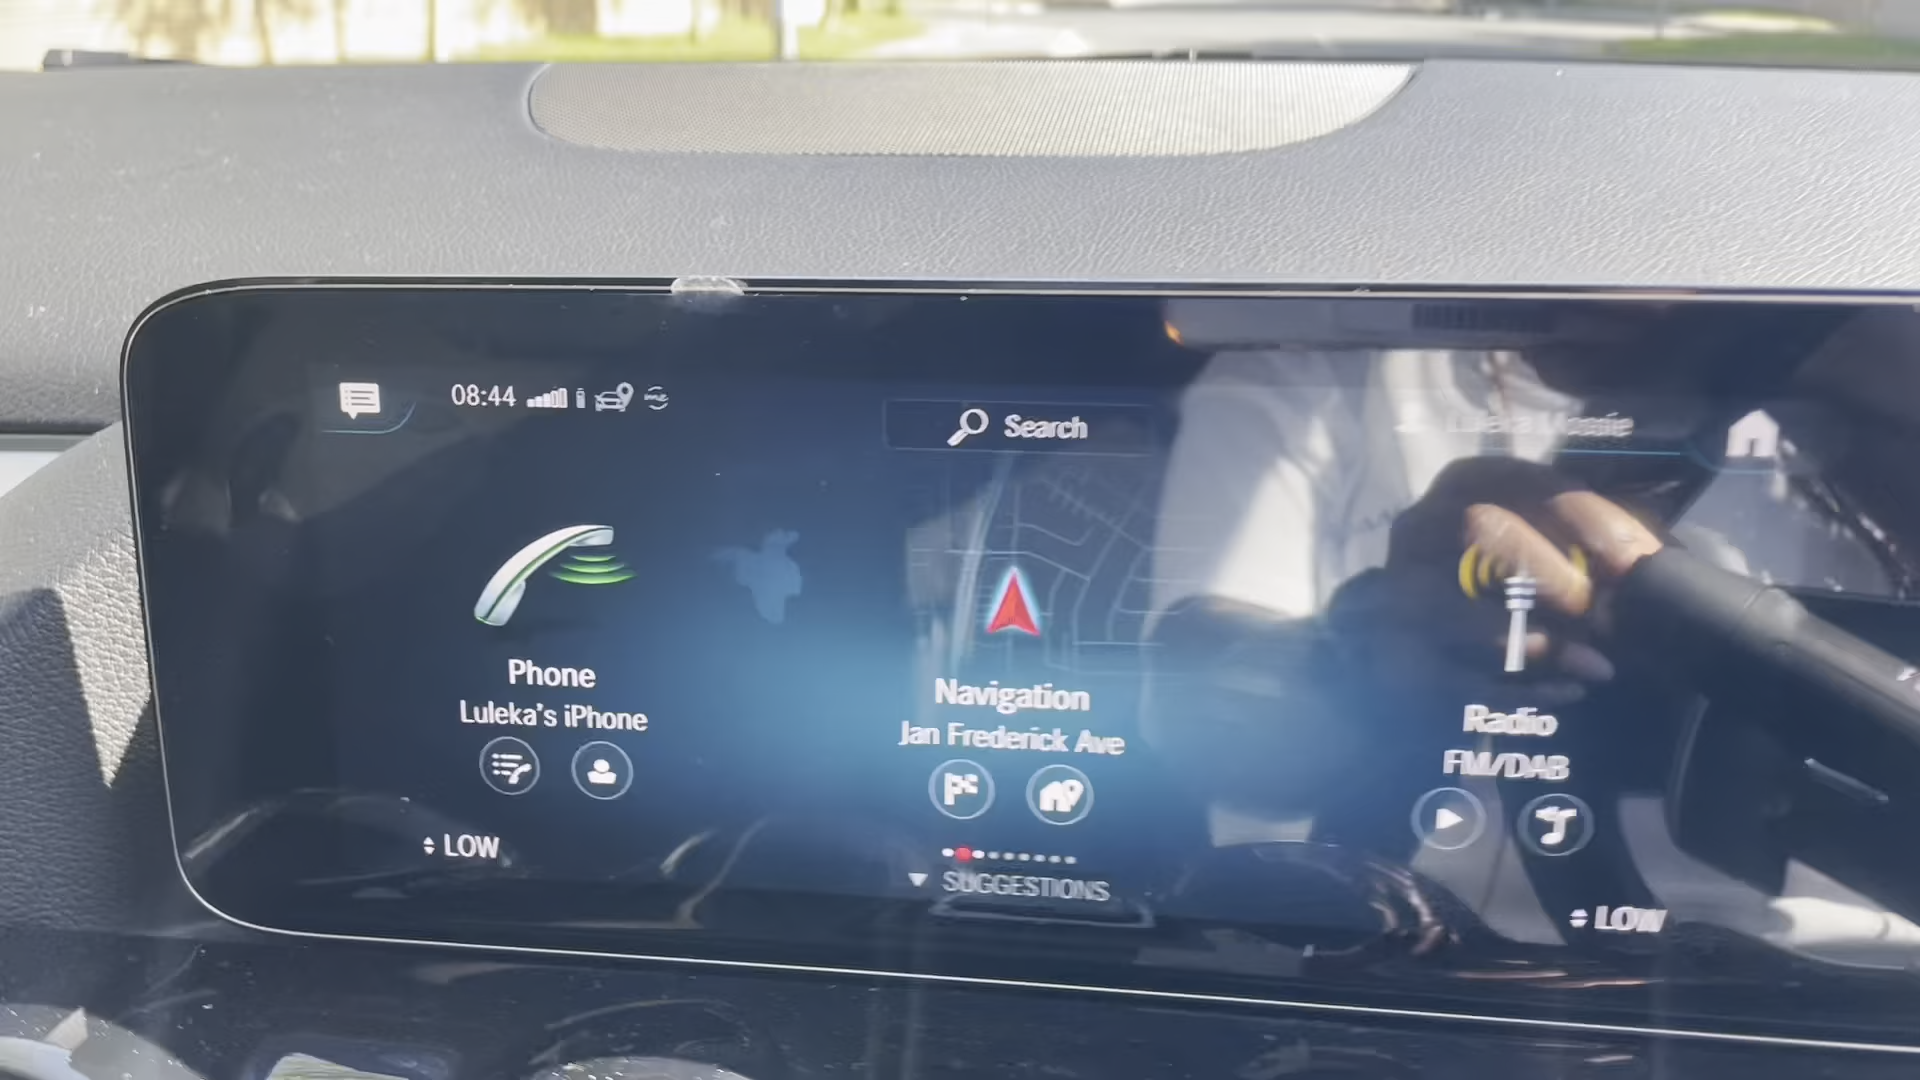 08:44
Search
Phone
Luleka's iPhone
Navigation
Jan Frederick Ave
Radio
FM/DAB
LOW
SUGGESTIONS
LOW